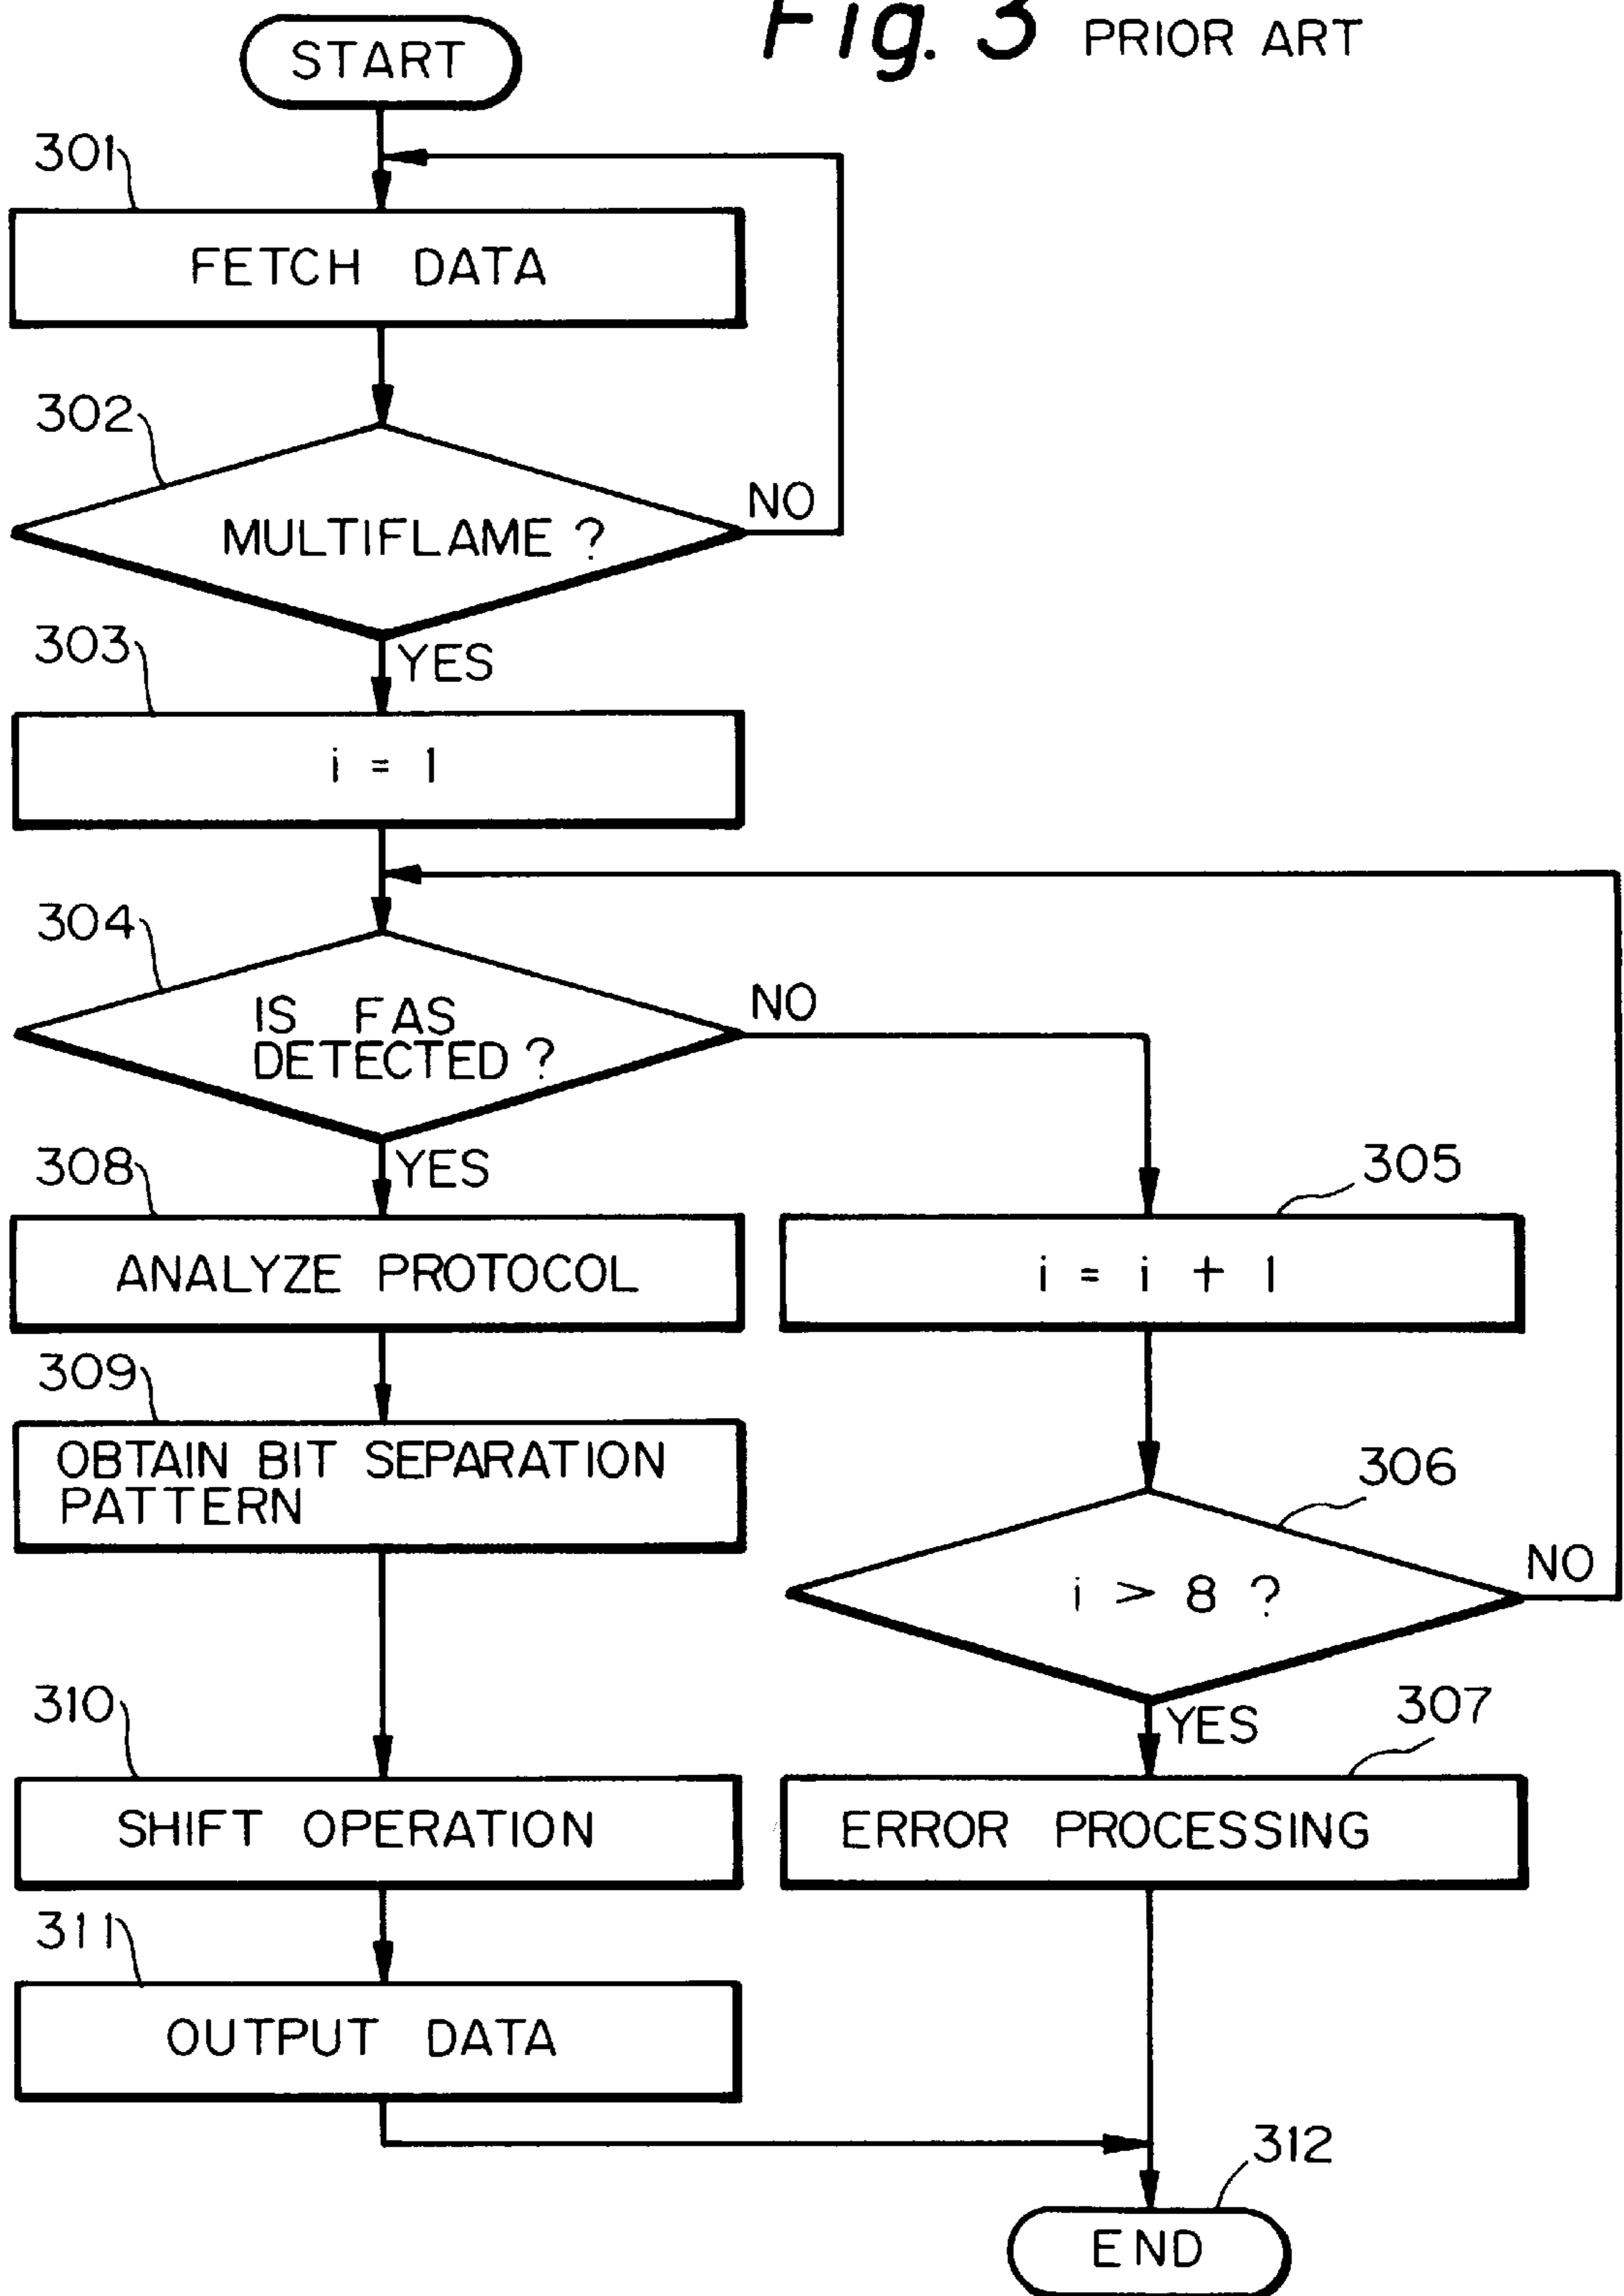 Fig. 3 PRIOR ART
START
301
FETCH DATA
302
MULTIFLAME ?
NO
YES
303
i = 1
304
IS FAS
DETECTED ?
NO
YES
308
ANALYZE PROTOCOL
305
i = i + 1
309
OBTAIN BIT SEPARATION
PATTERN
306
i > 8 ?
NO
YES
310
SHIFT OPERATION
307
ERROR PROCESSING
311
OUTPUT DATA
312
END